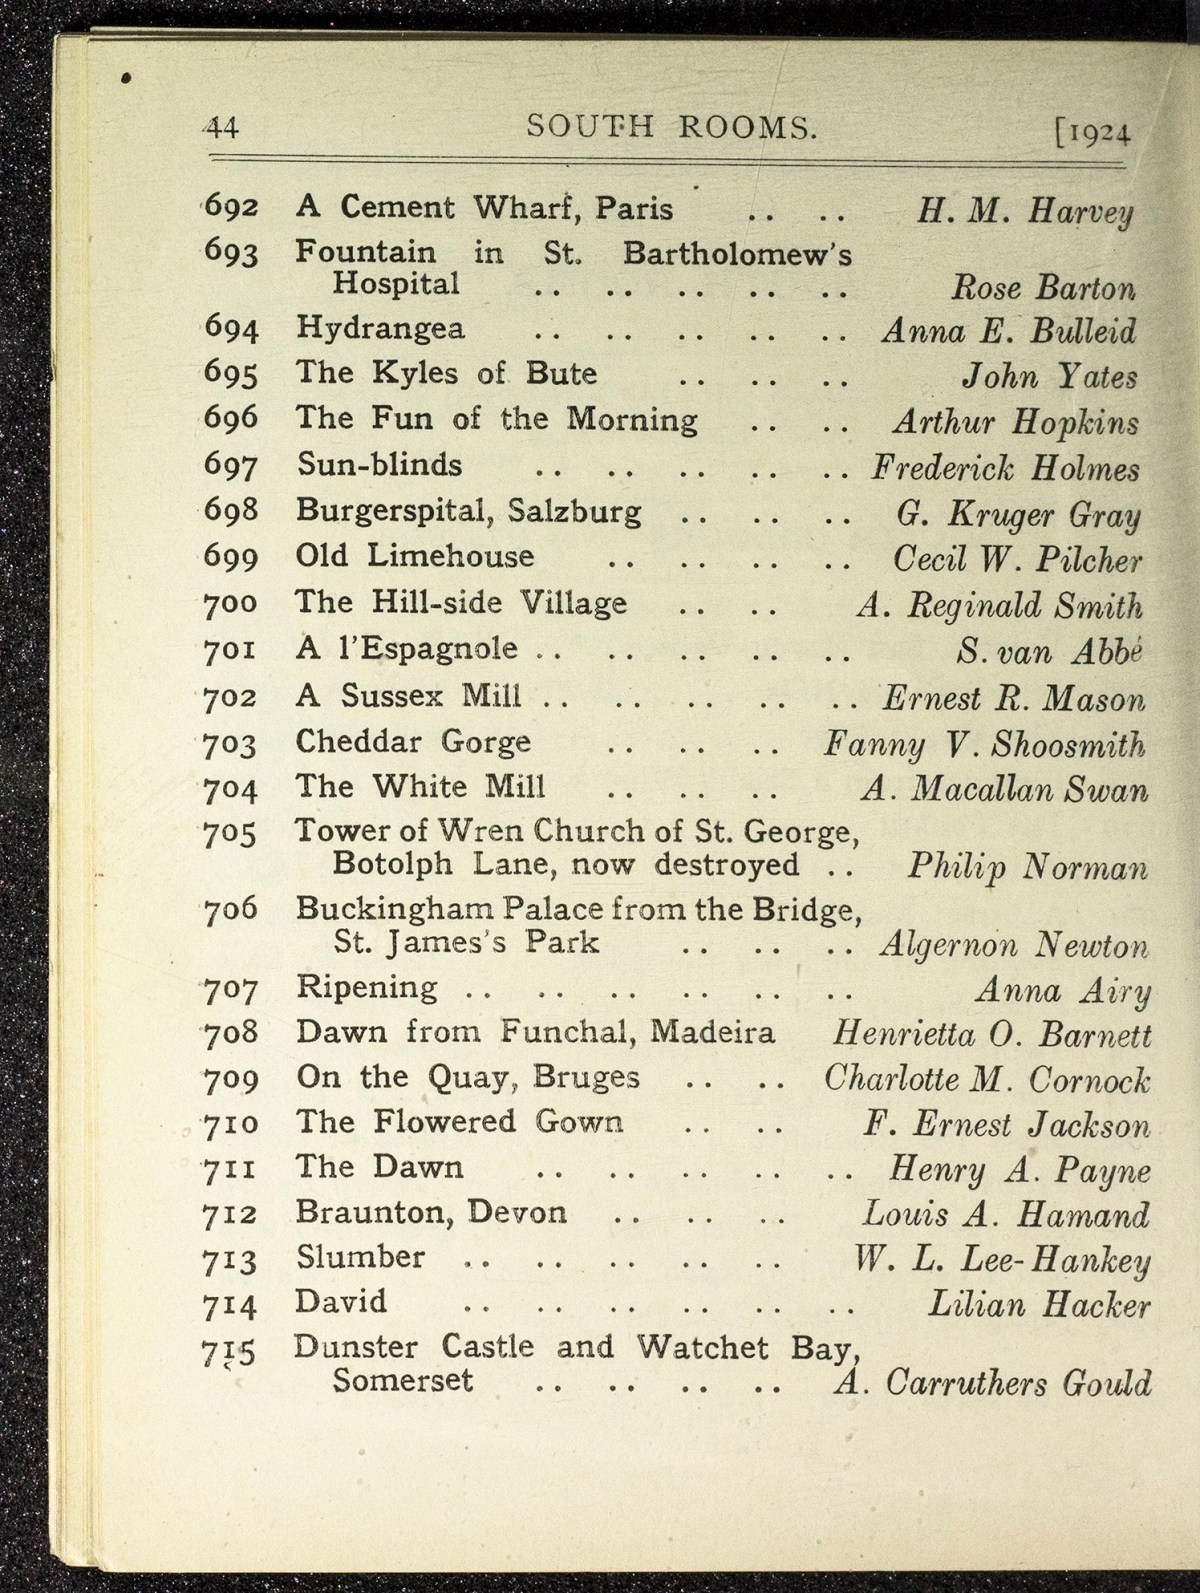 44 SOUTH ROOMS. [1924
692 A Cement Wharf, Paris .. .. H. M. Harvey
693 Fountain in St. Bartholomew's
Hospital .. .. .. .. .. Rose Barton
694 Hydrangea .. .. .. .. .. Anna E. Bulleid
695 The Kyles of Bute .. .. .. John Yates
696 The Fun of the Morning .. .. Arthur Hopkins
697 Sun-blinds .. .. .. .. .. Frederick Holmes
698 Burgerspital, Salzburg .. .. .. G. Kruger Gray
699 Old Limehouse .. .. .. .. Cecil W. Pilcher
700 The Hill-side Village .. .. A. Reginald Smith
701 A l'Espagnole .. .. .. .. .. S. van Abbé
702 A Sussex Mill .. .. .. .. .. Ernest R. Mason
703 Cheddar Gorge .. .. .. Fanny V. Shoosmith
704 The White Mill .. .. .. A. Macallan Swan
705 Tower of Wren Church of St. George,
Botolph Lane, now destroyed .. Philip Norman
706 Buckingham Palace from the Bridge,
St. James's Park .. .. .. Algernon Newton
707 Ripening .. .. .. .. .. .. Anna Airy
708 Dawn from Funchal, Madeira Henrietta O. Barnett
709 On the Quay, Bruges .. .. Charlotte M. Cornock
710 The Flowered Gown .. .. F. Ernest Jackson
711 The Dawn .. .. .. .. .. Henry A. Payne
712 Braunton, Devon .. .. .. Louis A. Hamand
713 Slumber .. .. .. .. .. W. L. Lee-Hankey
714 David .. .. .. .. .. .. Lilian Hacker
715 Dunster Castle and Watchet Bay,
Somerset .. .. .. .. A. Carruthers Gould